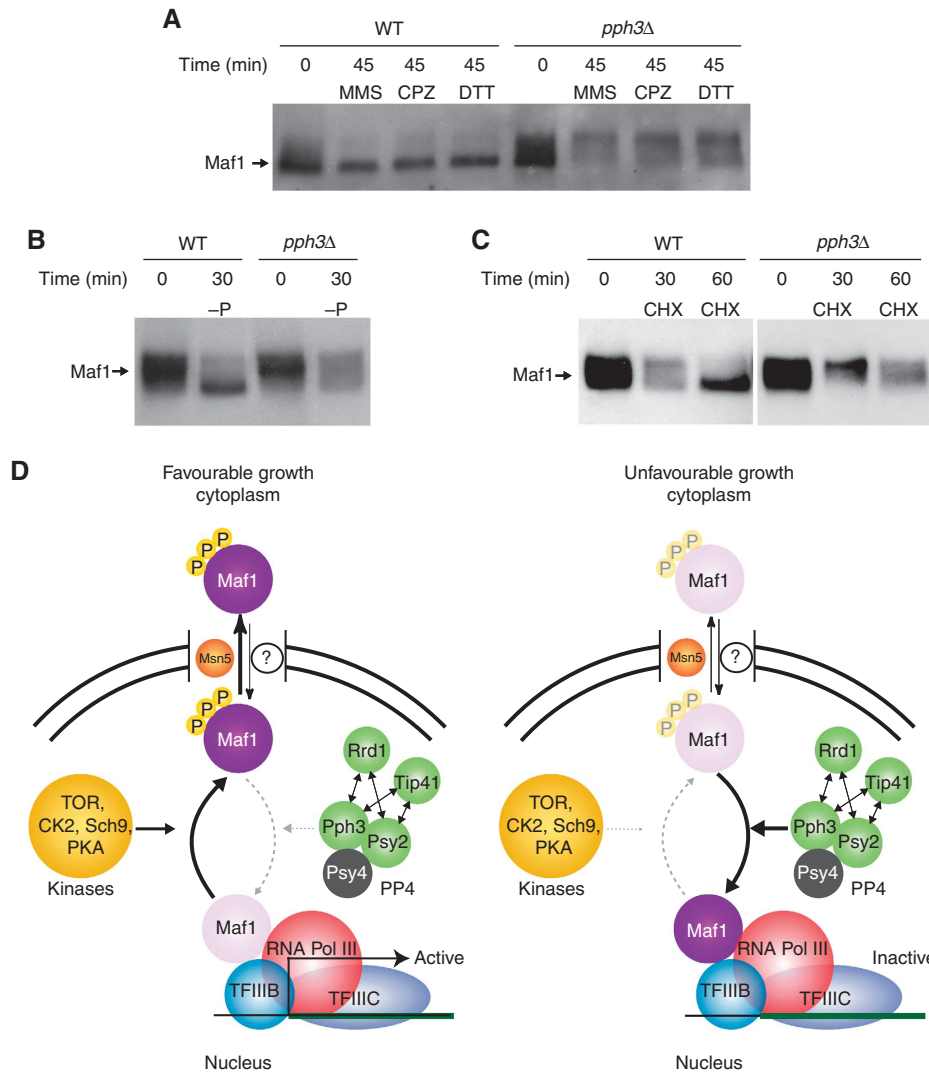 A
WT pph3Δ
Time (min) 0 45 45 45 0 45 45 45
MMS CPZ DTT MMS CPZ DTT
Maf1
B
WT pph3Δ
Time (min) 0 30 0 30
–P –P
Maf1
C
WT pph3Δ
Time (min) 0 30 60 0 30 60
CHX CHX CHX CHX
Maf1
D
Favourable growth
cytoplasm
P
P
P
Maf1
Msn5
?
P
P
P
Maf1
Rrd1
Tip41
TOR,
CK2, Sch9,
PKA
Kinases
Pph3
Psy2
Psy4
PP4
Maf1
RNA Pol III
Active
TFIIIB
TFIIIC
Nucleus
Unfavourable growth
cytoplasm
P
P
P
Maf1
Msn5
?
P
P
P
Maf1
Rrd1
Tip41
TOR,
CK2, Sch9,
PKA
Kinases
Pph3
Psy2
Psy4
PP4
Maf1
RNA Pol III
Inactive
TFIIIB
TFIIIC
Nucleus